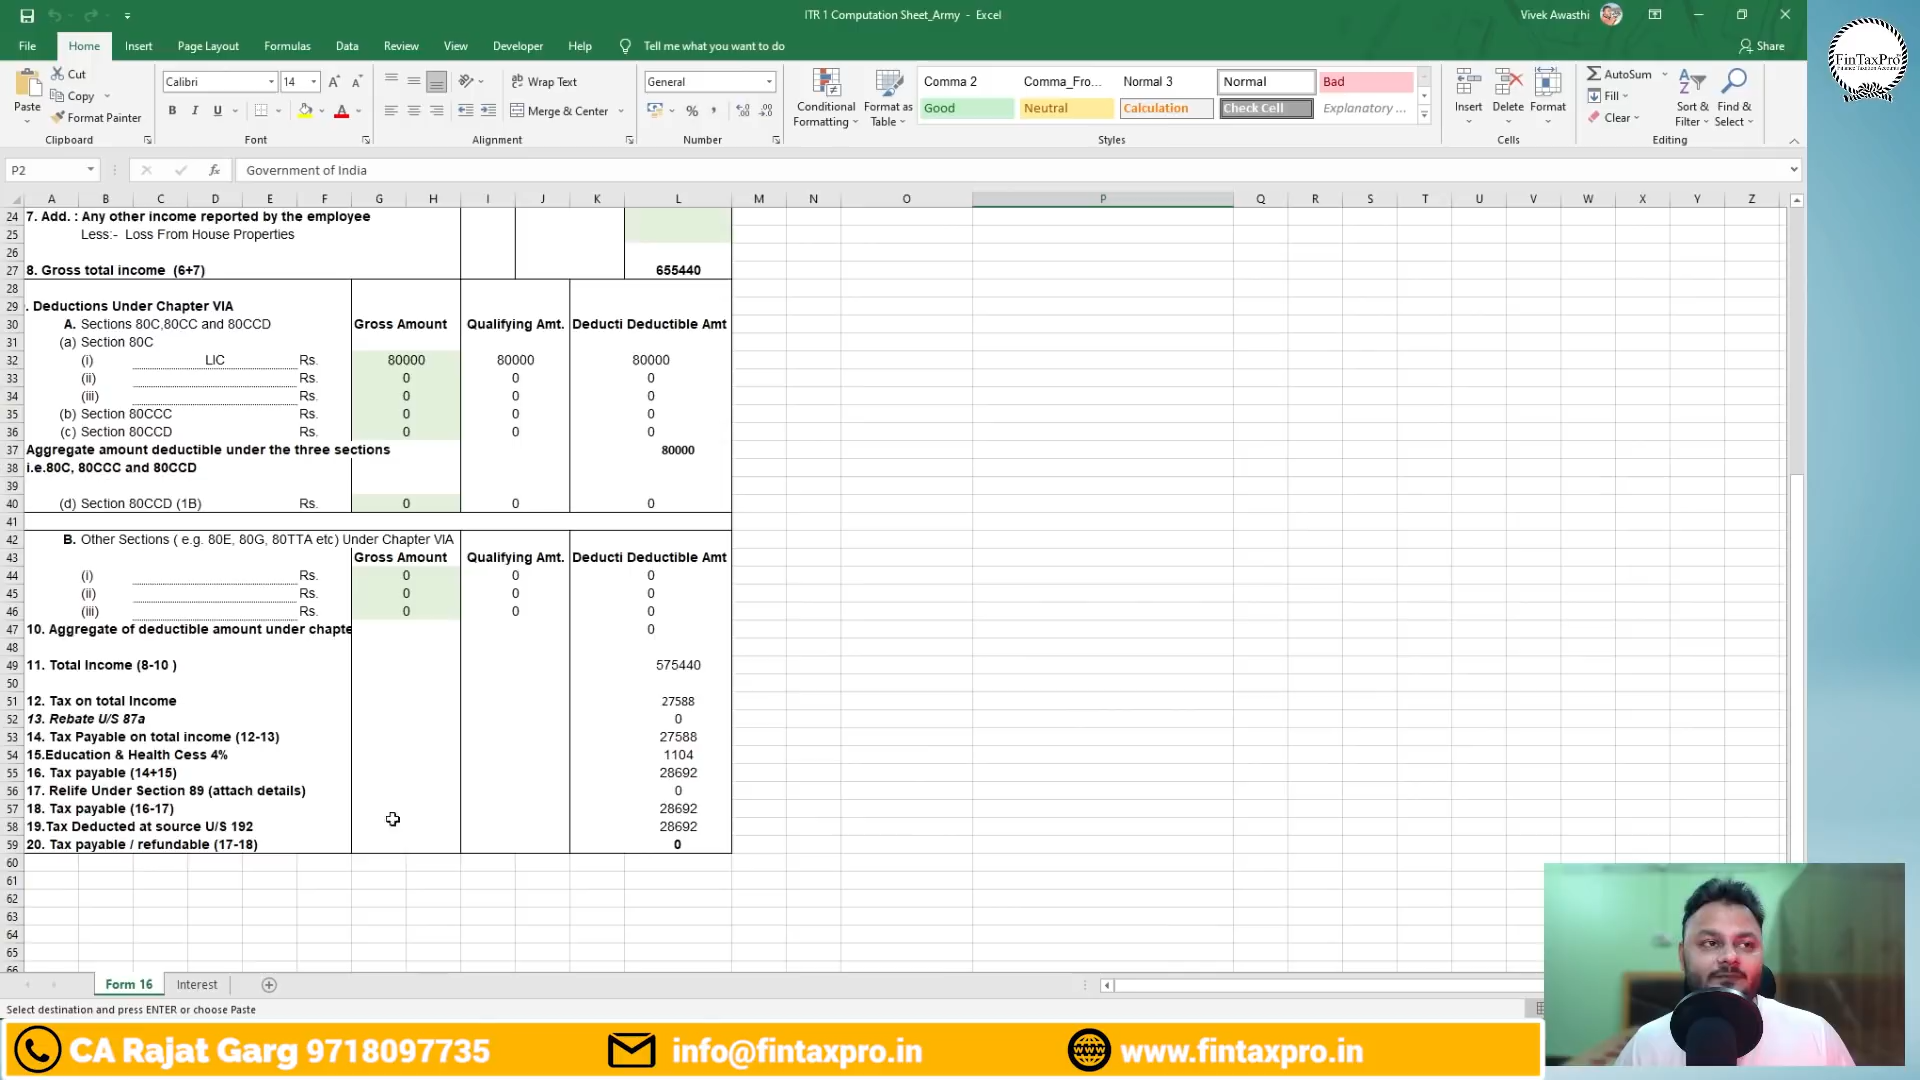 ITR 1 Computation Sheet_Army - Excel
Vivek Awasthi
File Home Insert Page Layout Formulas Data Review View Developer Help Tell me what you want to do Share
Paste
Cut
Copy
Format Painter
Clipboard
Calibri 14
B I U
Font
Wrap Text
Merge & Center
Alignment
General
% ,
Number
Conditional Formatting
Format as Table
Comma 2 Comma_Fro... Normal 3 Normal Bad
Good Neutral Calculation Check Cell Explanatory ...
Styles
Insert Delete Format
Cells
AutoSum
Fill
Clear
Sort & Filter
Find & Select
Editing
P2 fx Government of India
A B C D E F G H I J K L M N O P Q R S T U V W X Y Z
24 7. Add. : Any other income reported by the employee
25 Less:- Loss From House Properties
26
27 8. Gross total income (6+7) 655440
28
29 . Deductions Under Chapter VIA
30 A. Sections 80C,80CC and 80CCD Gross Amount Qualifying Amt. Deducti Deductible Amt
31 (a) Section 80C
32 (i) LIC Rs. 80000 80000 80000
33 (ii) Rs. 0 0 0
34 (iii) Rs. 0 0 0
35 (b) Section 80CCC Rs. 0 0 0
36 (c) Section 80CCD Rs. 0 0 0
37 Aggregate amount deductible under the three sections 80000
38 i.e.80C, 80CCC and 80CCD
39
40 (d) Section 80CCD (1B) Rs. 0 0 0
41
42 B. Other Sections ( e.g. 80E, 80G, 80TTA etc) Under Chapter VIA
43 Gross Amount Qualifying Amt. Deducti Deductible Amt
44 (i) Rs. 0 0 0
45 (ii) Rs. 0 0 0
46 (iii) Rs. 0 0 0
47 10. Aggregate of deductible amount under chapte 0
48
49 11. Total Income (8-10 ) 575440
50
51 12. Tax on total Income 27588
52 13. Rebate U/S 87a 0
53 14. Tax Payable on total income (12-13) 27588
54 15.Education & Health Cess 4% 1104
55 16. Tax payable (14+15) 28692
56 17. Relife Under Section 89 (attach details) 0
57 18. Tax payable (16-17) 28692
58 19.Tax Deducted at source U/S 192 28692
59 20. Tax payable / refundable (17-18) 0
60
61
62
63
64
65
66
Form 16 Interest
Select destination and press ENTER or choose Paste
FinTaxPro
CA Rajat Garg 9718097735 info@fintaxpro.in www.fintaxpro.in